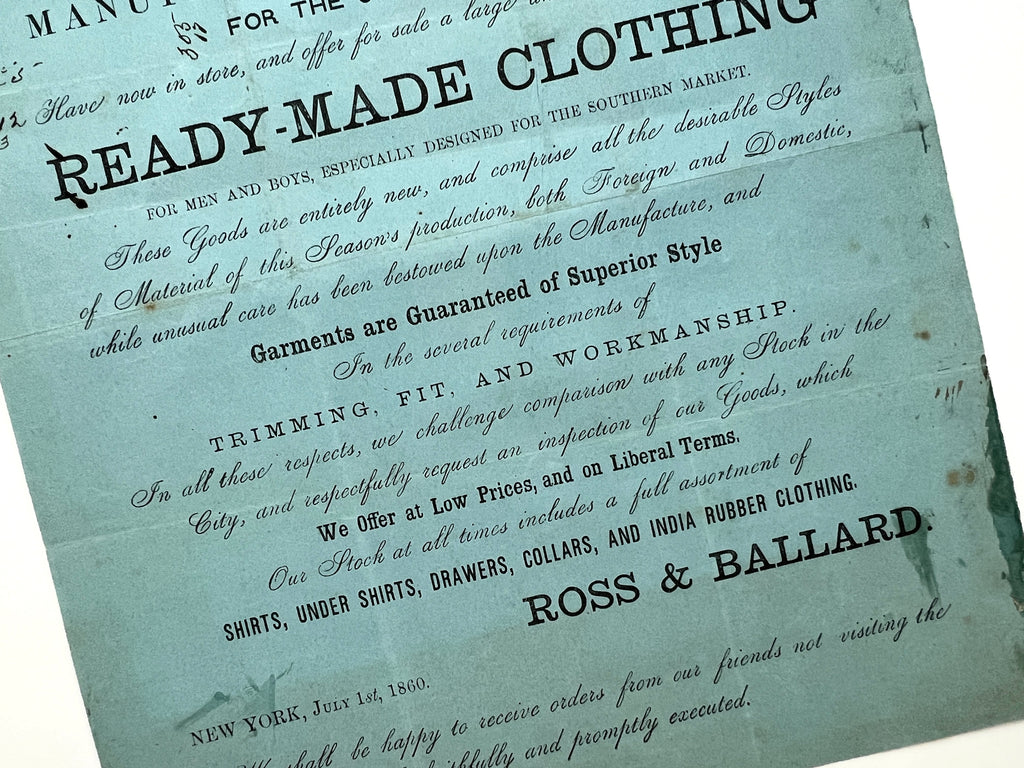 MANU
FOR THE
Have now in store, and offer for sale a large
READY-MADE CLOTHING
FOR MEN AND BOYS, ESPECIALLY DESIGNED FOR THE SOUTHERN MARKET.
These Goods are entirely new, and comprise all the desirable Styles
of Material of this Season's production, both Foreign and Domestic,
while unusual care has been bestowed upon the Manufacture, and
Garments are Guaranteed of Superior Style
In the several requirements of
TRIMMING, FIT, AND WORKMANSHIP.
In all these respects, we challenge comparison with any Stock in the
City, and respectfully request an inspection of our Goods, which
We Offer at Low Prices, and on Liberal Terms.
Our Stock at all times includes a full assortment of
SHIRTS, UNDER SHIRTS, DRAWERS, COLLARS, AND INDIA RUBBER CLOTHING.
ROSS & BALLARD.
NEW YORK, JULY 1st, 1860.
shall be happy to receive orders from our friends not visiting the
and promptly executed.